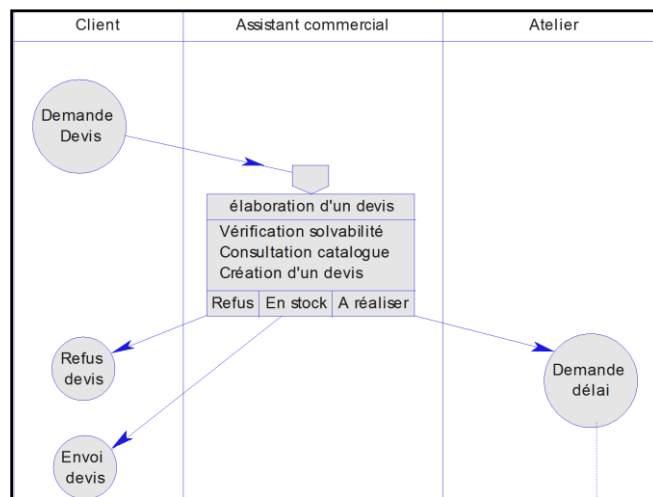 Client
Assistant commercial
Atelier
Demande
Devis
élaboration d'un devis
Vérification solvabilité
Consultation catalogue
Création d'un devis
Refus
En stock
A réaliser
Refus
devis
Demande
délai
Envoi
devis